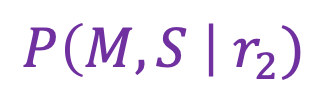 P(M, S | r₂)